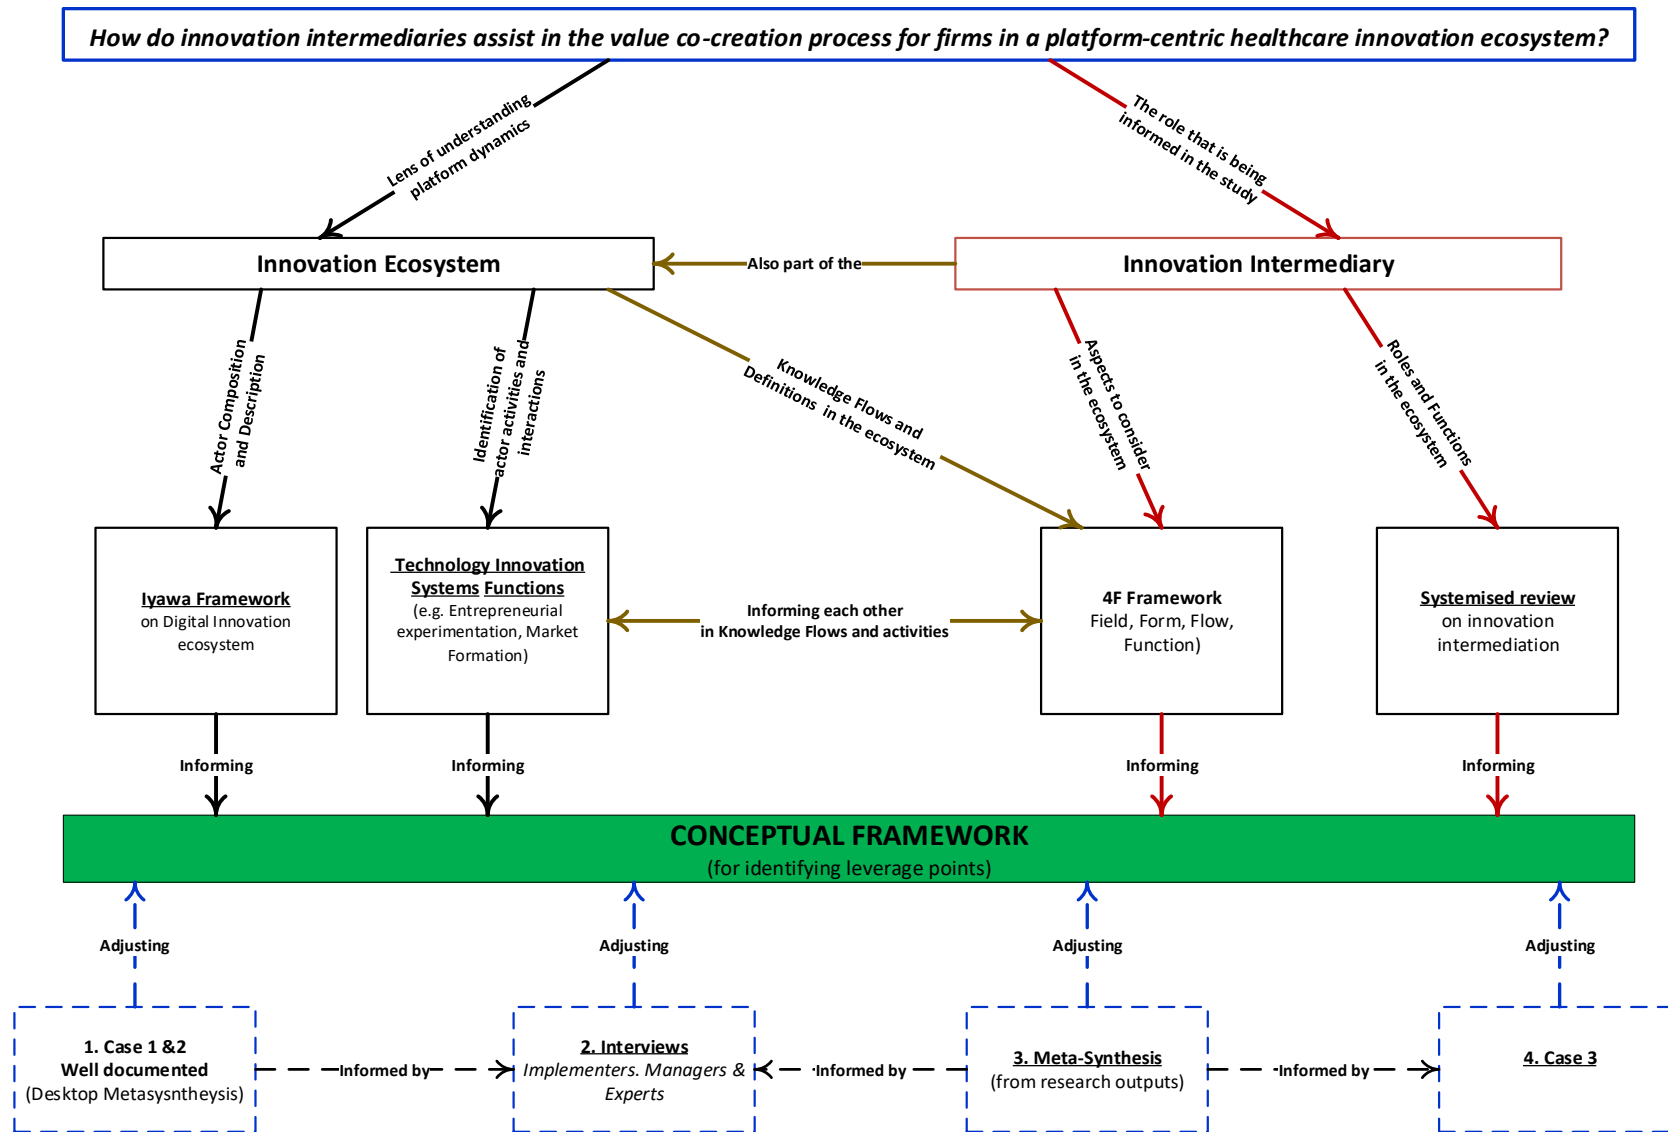 How do innovation intermediaries assist in the value co-creation process for firms in a platform-centric healthcare innovation ecosystem?
Lens of understanding
platform dynamics
The role that is being
informed in the study
Innovation Ecosystem
Also part of the
Innovation Intermediary
Actor Composition
and Description
Identification of
actor activities and
interactions
Knowledge Flows and
Definitions in the ecosystem
Aspects to consider
in the ecosystem
Roles and Functions
in the ecosystem
Iyawa Framework
on Digital Innovation
ecosystem
Technology Innovation
Systems Functions
(e.g. Entrepreneurial
experimentation, Market
Formation)
Informing each other
in Knowledge Flows and activities
4F Framework
Field, Form, Flow,
Function)
Systemised review
on innovation
intermediation
Informing
Informing
Informing
Informing
CONCEPTUAL FRAMEWORK
(for identifying leverage points)
Adjusting
Adjusting
Adjusting
Adjusting
1. Case 1 &2
Well documented
(Desktop Metasysntheysis)
Informed by
2. Interviews
Implementers. Managers &
Experts
Informed by
3. Meta-Synthesis
(from research outputs)
Informed by
4. Case 3